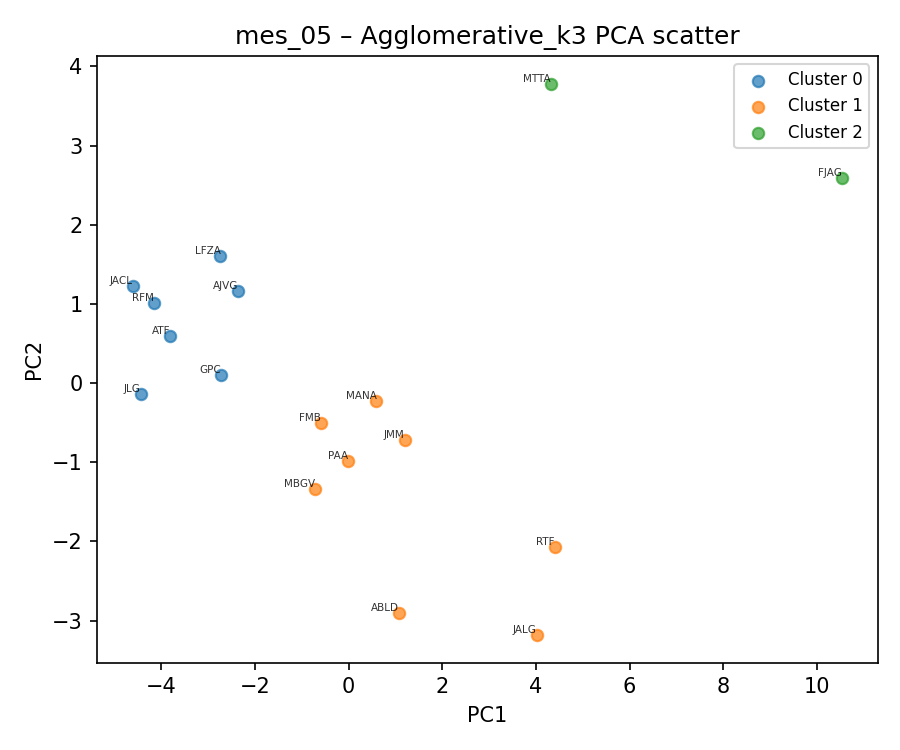 mes_05 – Agglomerative_k3 PCA scatter
Cluster 0
Cluster 1
Cluster 2
MTTA
FJAG
LFZA
JACL
AJVG
RFM
ATF
GPC
JLG
MANA
FMB
JMM
PAA
MBGV
RTF
ABLD
JALG
4
3
2
1
0
−1
−2
−3
PC2
−4 −2 0 2 4 6 8 10
PC1